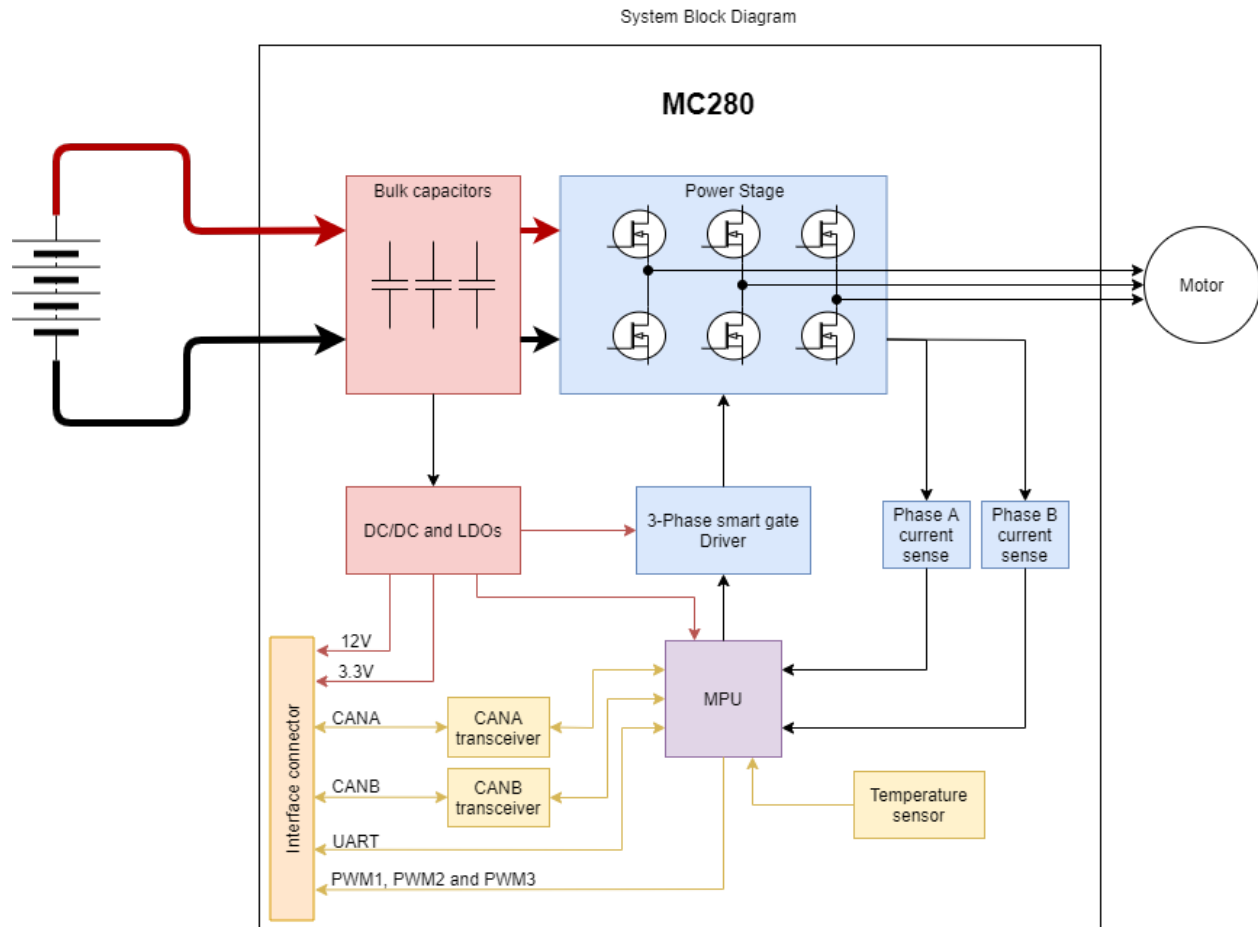 System Block Diagram
MC280
Bulk capacitors
Power Stage
Motor
DC/DC and LDOs
3-Phase smart gate
Driver
Phase A
current
sense
Phase B
current
sense
12V
3.3V
MPU
CANA
CANA
transceiver
CANB
CANB
transceiver
Temperature
sensor
Interface connector
UART
PWM1, PWM2 and PWM3